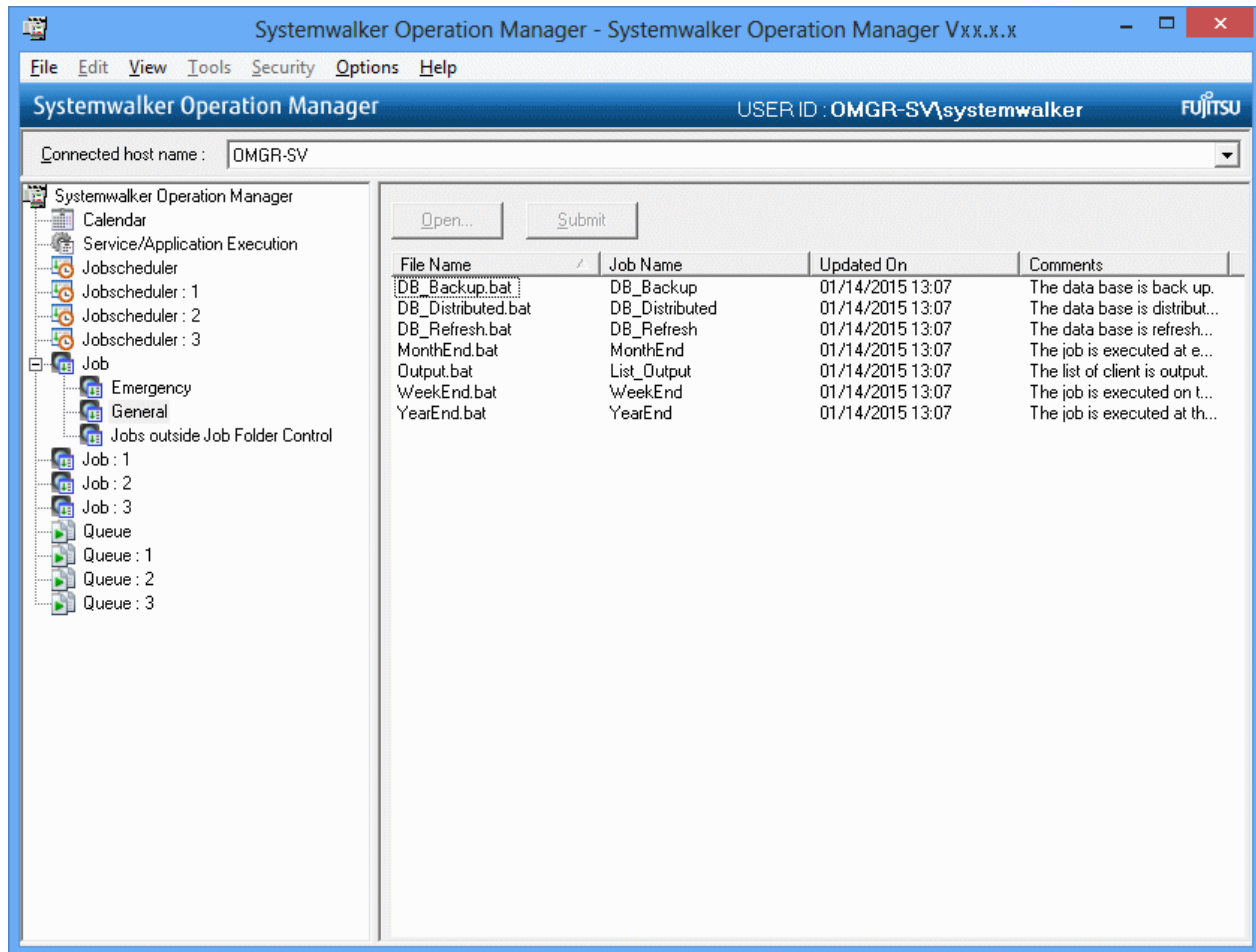 Systemwalker Operation Manager - Systemwalker Operation Manager Vxx.x.x
File Edit View Tools Security Options Help
Systemwalker Operation Manager USER ID : OMGR-SV\systemwalker FUJITSU
Connected host name : OMGR-SV
Systemwalker Operation Manager
Calendar
Service/Application Execution
Jobscheduler
Jobscheduler : 1
Jobscheduler : 2
Jobscheduler : 3
Job
Emergency
General
Jobs outside Job Folder Control
Job : 1
Job : 2
Job : 3
Queue
Queue : 1
Queue : 2
Queue : 3
Open... Submit
File Name Job Name Updated On Comments
DB_Backup.bat DB_Backup 01/14/2015 13:07 The data base is back up.
DB_Distributed.bat DB_Distributed 01/14/2015 13:07 The data base is distribut...
DB_Refresh.bat DB_Refresh 01/14/2015 13:07 The data base is refresh...
MonthEnd.bat MonthEnd 01/14/2015 13:07 The job is executed at e...
Output.bat List_Output 01/14/2015 13:07 The list of client is output.
WeekEnd.bat WeekEnd 01/14/2015 13:07 The job is executed on t...
YearEnd.bat YearEnd 01/14/2015 13:07 The job is executed at th...